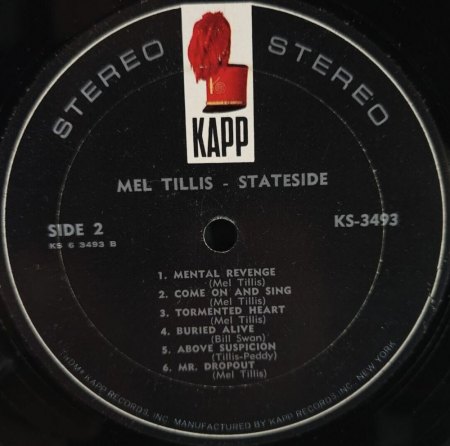 STEREO STEREO
KAPP
MEL TILLIS - STATESIDE
SIDE 2
KS 6 3493 B
KS-3493
1. MENTAL REVENGE
(Mel Tillis)
2. COME ON AND SING
(Mel Tillis)
3. TORMENTED HEART
(Mel Tillis)
4. BURIED ALIVE
(Bill Swan)
5. ABOVE SUSPICION
(Tillis-Peddy)
6. MR. DROPOUT
(Mel Tillis)
KAPP RECORDS, INC. MANUFACTURED BY KAPP RECORDS INC. NEW YORK